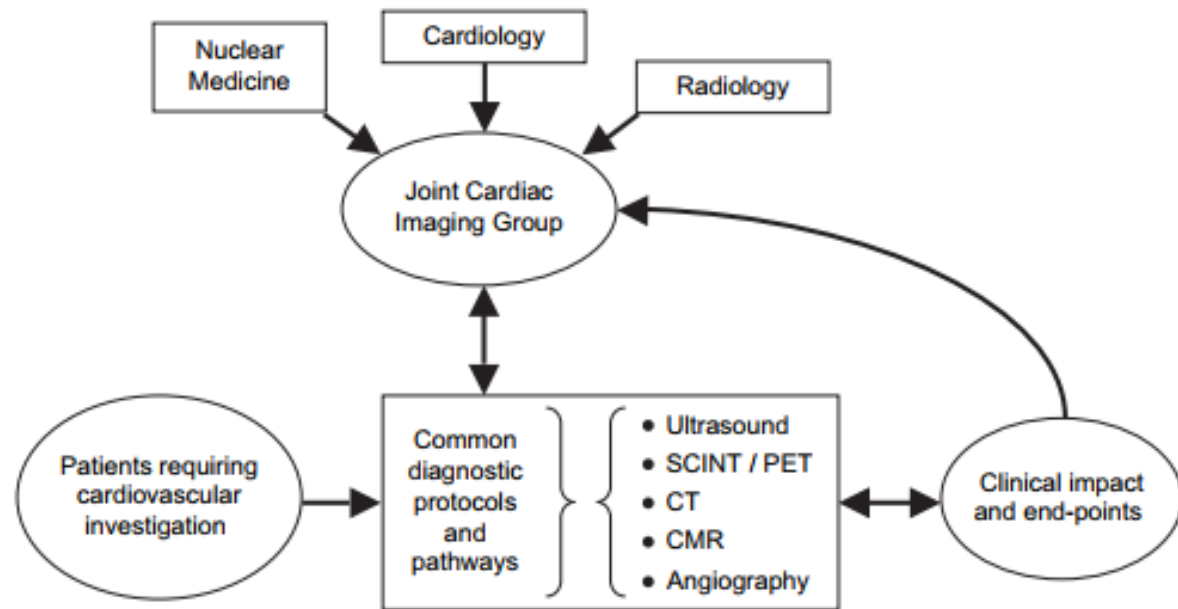 Cardiology
Nuclear
Medicine
Radiology
Joint Cardiac
Imaging Group
Patients requiring
cardiovascular
investigation
Common
diagnostic
protocols
and
pathways
• Ultrasound
• SCINT / PET
• CT
• CMR
• Angiography
Clinical impact
and end-points